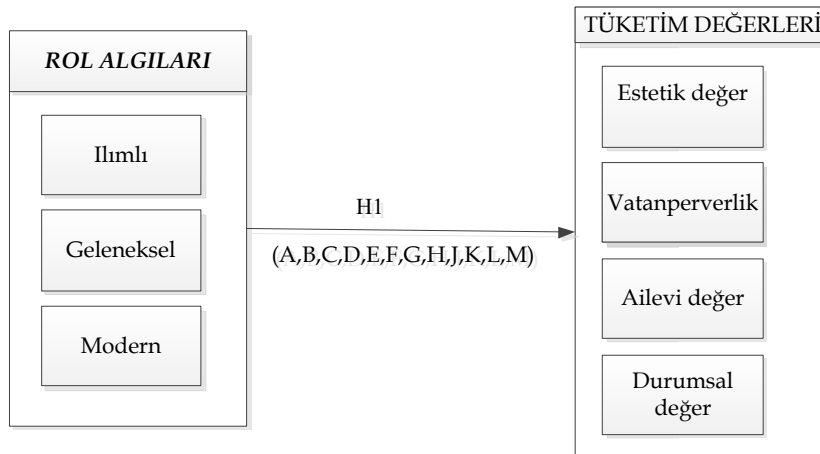 ROL ALGILARI
Ilımlı
Geleneksel
Modern
H1
(A,B,C,D,E,F,G,H,J,K,L,M)
TÜKETİM DEĞERLERİ
Estetik değer
Vatanperverlik
Ailevi değer
Durumsal
değer